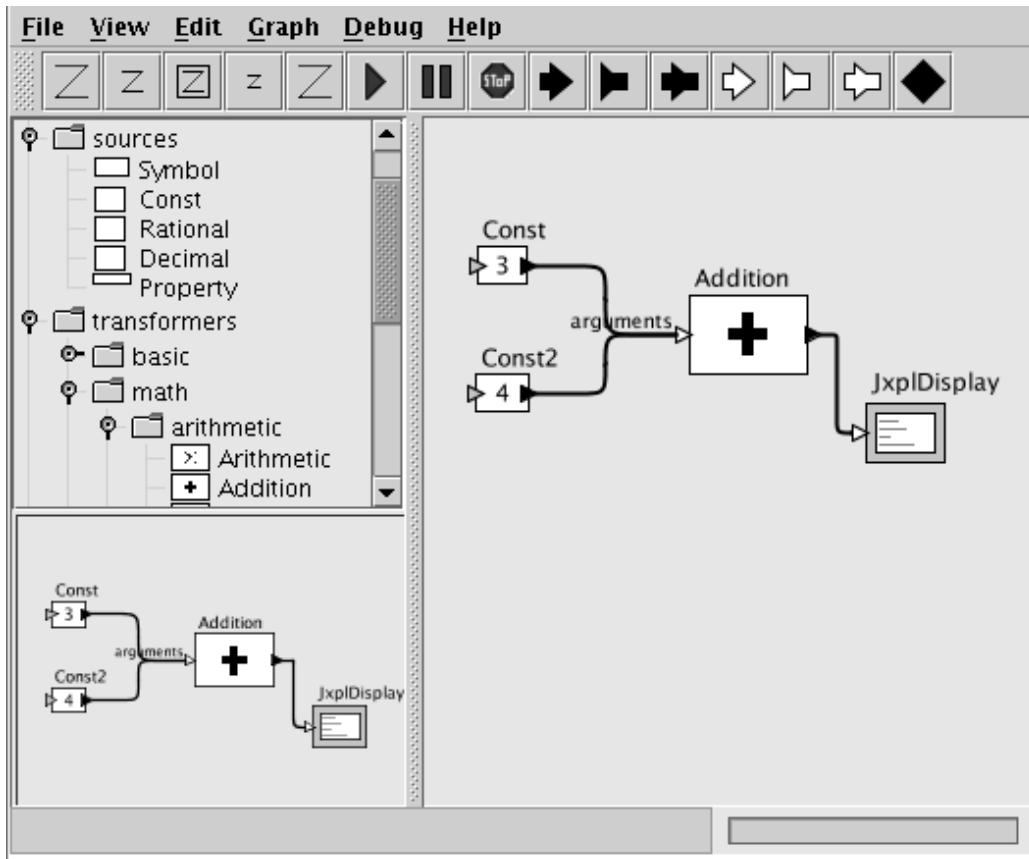 File View Edit Graph Debug Help
Z Z Z z Z STOP
sources
Symbol
Const
Rational
Decimal
Property
transformers
basic
math
arithmetic
Arithmetic
Addition
Const
3
arguments
Addition
Const2
4
JxplDisplay
Const
3
Addition
arguments
Const2
4
JxplDisplay